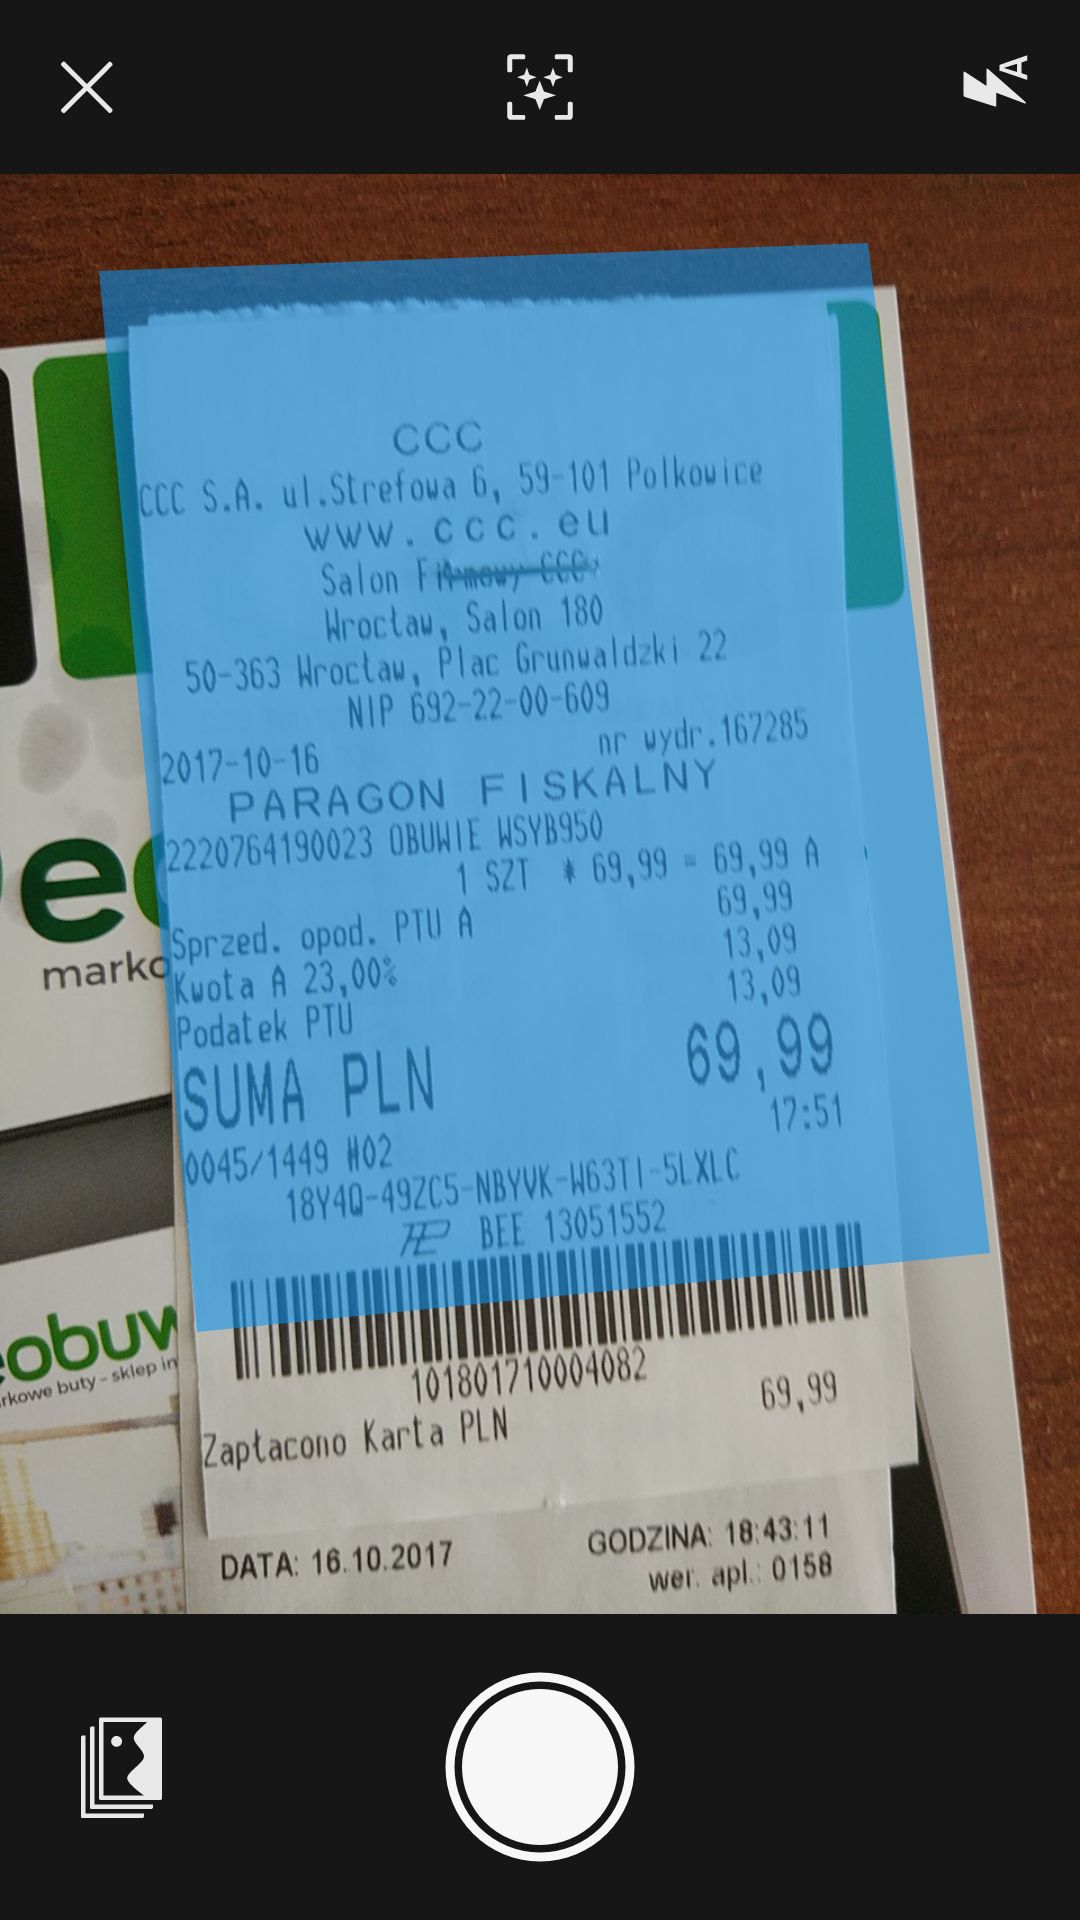 A
CCC
CCC S.A. ul.Strefowa 6, 59-101 Polkowice
www.ccc.eu
Salon Firmowy CCC
Wrocław, Salon 180
50-363 Wrocław, Plac Grunwaldzki 22
NIP 692-22-00-609
2017-10-16 nr wydr.167285
PARAGON FISKALNY
2220764190023 OBUWIE WSYB950
1 SZT * 69,99 = 69,99 A
Sprzed. opod. PTU A 69,99
Kwota A 23,00% 13,09
Podatek PTU 13,09
SUMA PLN 69,99
0045/1449 #02 17:51
18Y4Q-49ZC5-NBYVK-W63TI-5LXLC
BEE 13051552
101801710004082
Zapłacono Karta PLN 69,99
DATA: 16.10.2017 GODZINA: 18:43:11
wer. apl.: 0158
eo
marko
eobuw
rkowe buty - sklep in